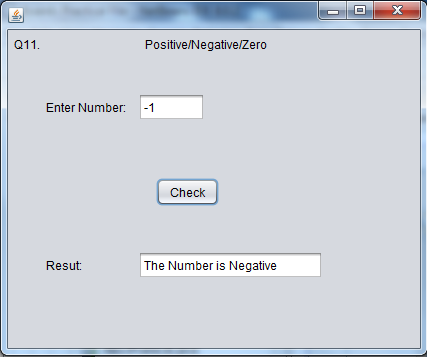 Q11. Positive/Negative/Zero
Enter Number: -1
Check
Resut: The Number is Negative